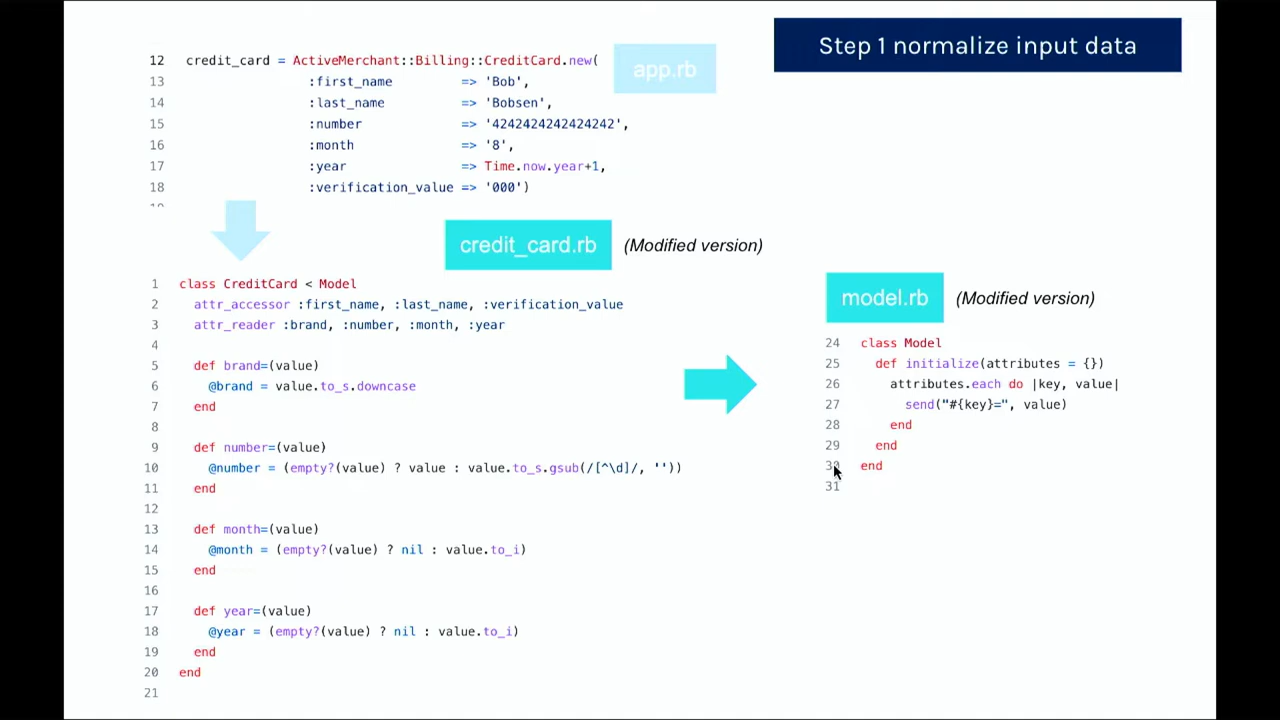 Step 1 normalize input data
12 credit_card = ActiveMerchant::Billing::CreditCard.new(
app.rb
13 :first_name => 'Bob',
14 :last_name => 'Bobsen',
15 :number => '4242424242424242',
16 :month => '8',
17 :year => Time.now.year+1,
18 :verification_value => '000')
credit_card.rb (Modified version)
1 class CreditCard < Model
2 attr_accessor :first_name, :last_name, :verification_value
3 attr_reader :brand, :number, :month, :year
4
5 def brand=(value)
6 @brand = value.to_s.downcase
7 end
8
9 def number=(value)
10 @number = (empty?(value) ? value : value.to_s.gsub(/[^\d]/, ''))
11 end
12
13 def month=(value)
14 @month = (empty?(value) ? nil : value.to_i)
15 end
16
17 def year=(value)
18 @year = (empty?(value) ? nil : value.to_i)
19 end
20 end
21
model.rb (Modified version)
24 class Model
25 def initialize(attributes = {})
26 attributes.each do |key, value|
27 send("#{key}=", value)
28 end
29 end
30 end
31